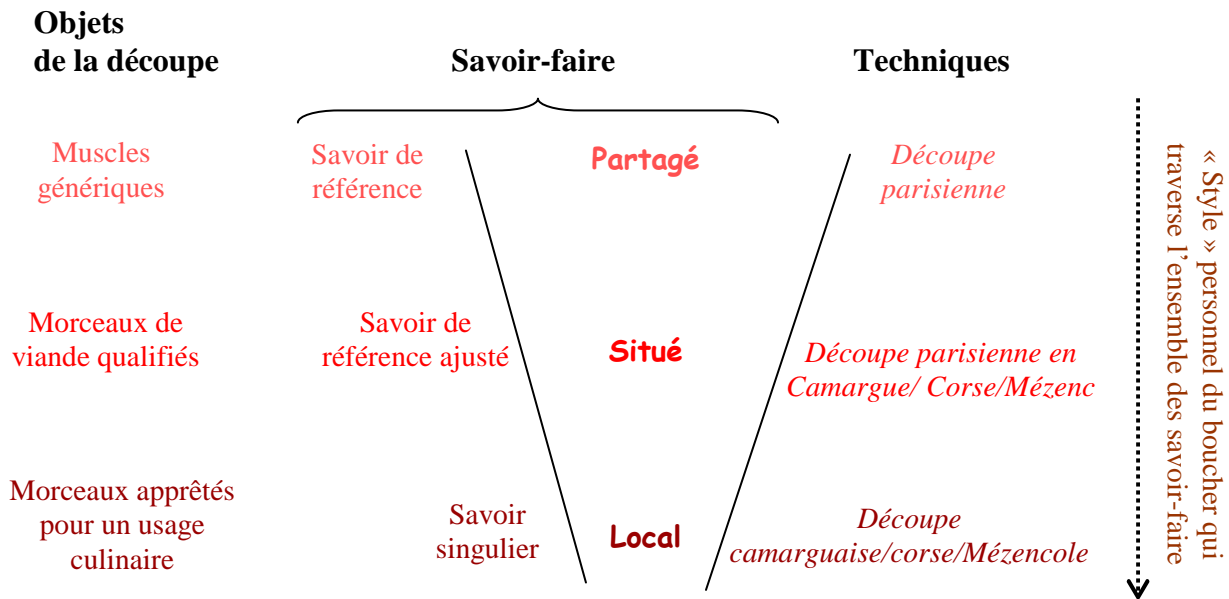 Objets
de la découpe
Savoir-faire
Techniques
Muscles
génériques
Savoir de
référence
Partagé
Découpe
parisienne
Morceaux de
viande qualifiés
Savoir de
référence ajusté
Situé
Découpe parisienne en
Camargue/ Corse/Mézenc
Morceaux apprêtés
pour un usage
culinaire
Savoir
singulier
Local
Découpe
camarguaise/corse/Mézencole
« Style » personnel du boucher qui
traverse l’ensemble des savoir-faire